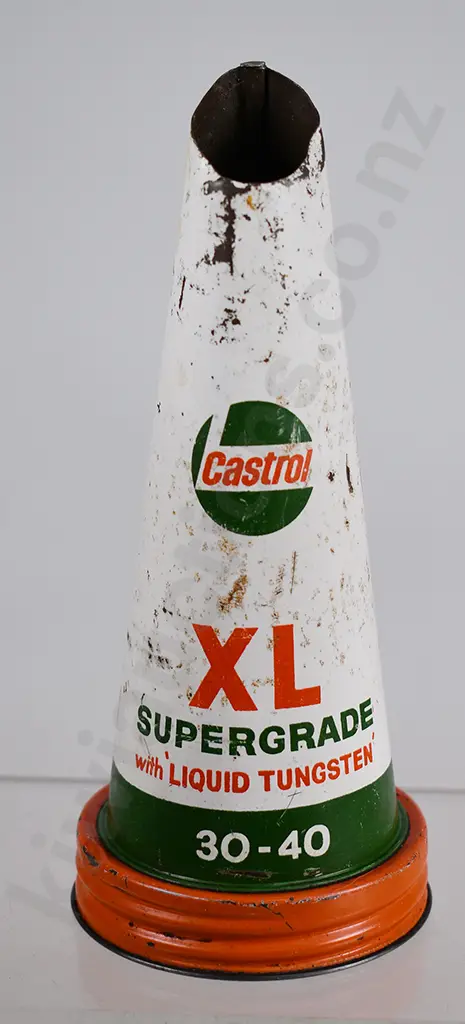 Castrol
XL
SUPERGRADE
with 'LIQUID TUNGSTEN'
30-40